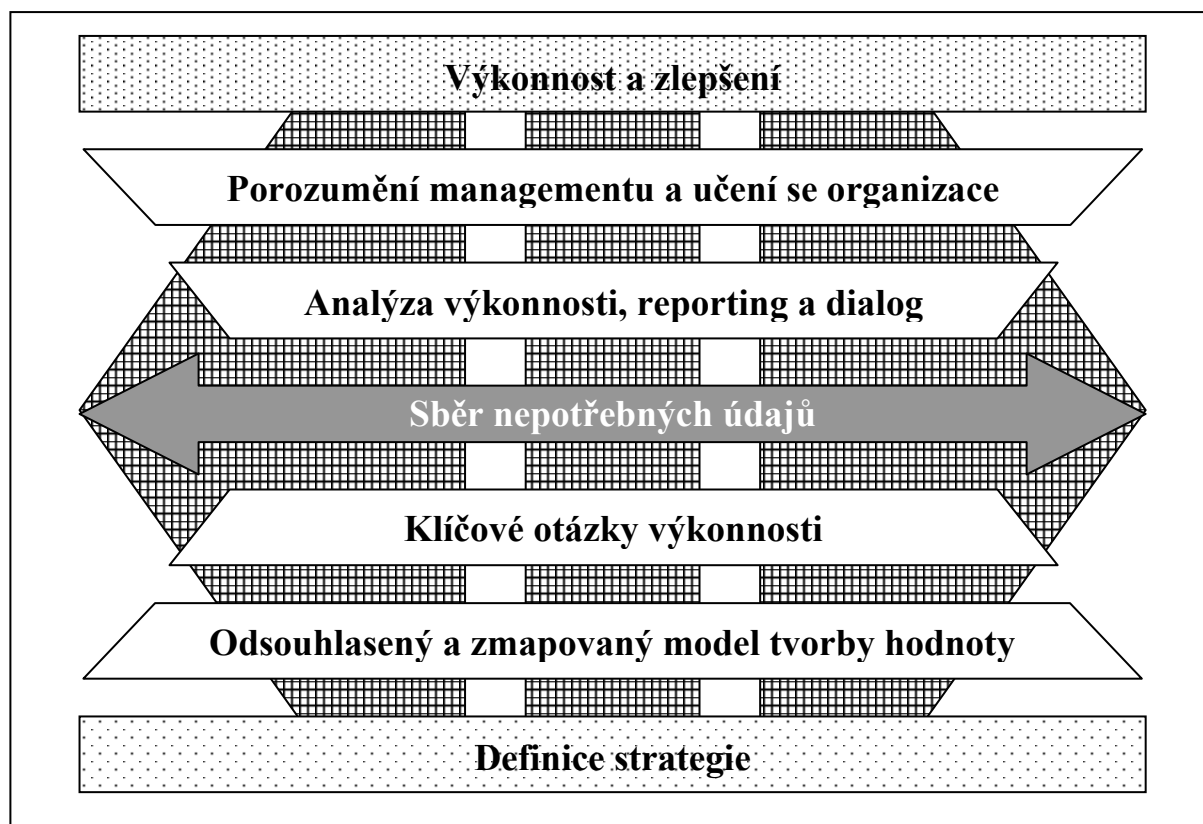 Výkonnost a zlepšení
Porozumění managementu a učení se organizace
Analýza výkonnosti, reporting a dialog
Sběr nepotřebných údajů
Klíčové otázky výkonnosti
Odsouhlasený a zmapovaný model tvorby hodnoty
Definice strategie